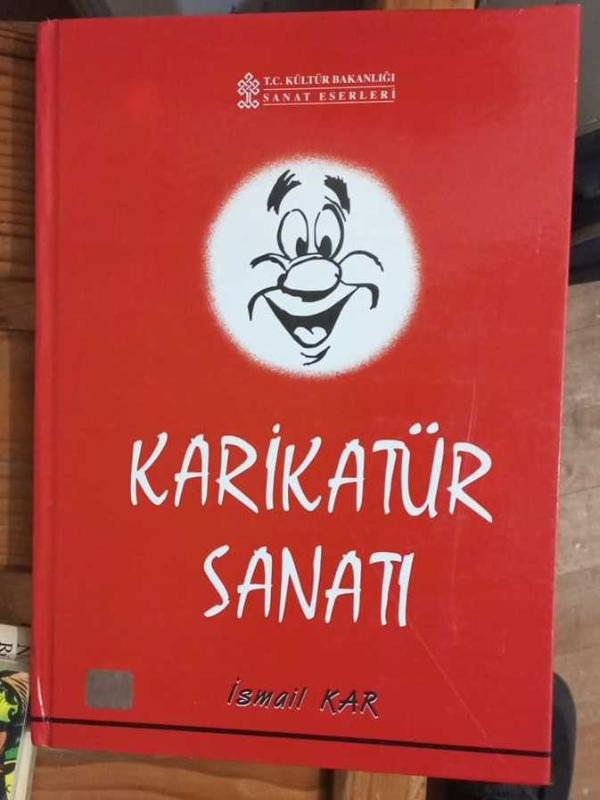 T.C. KÜLTÜR BAKANLIĞI
SANAT ESERLERİ
KARİKATÜR
SANATI
İsmail KAR